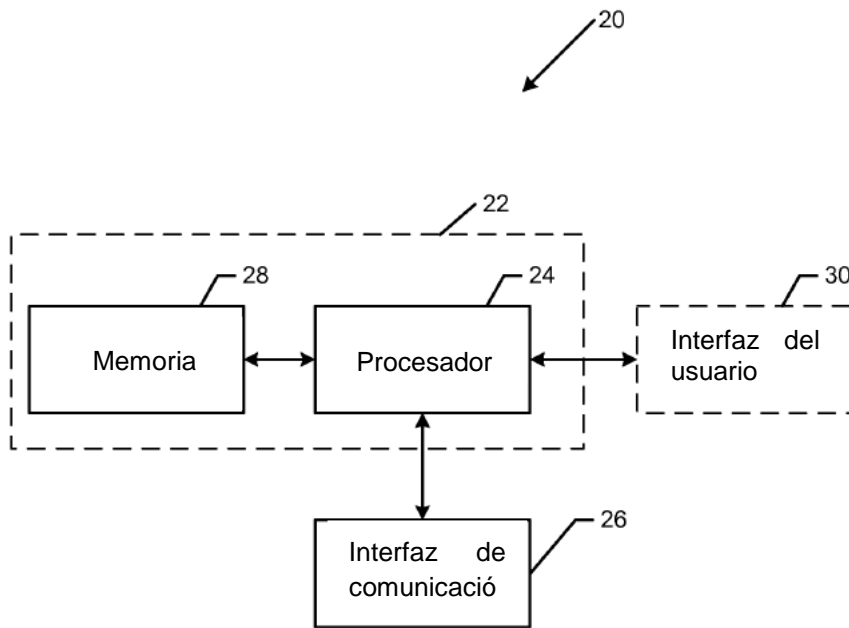 20
22
28
24
30
Memoria
Procesador
Interfaz del
usuario
26
Interfaz de
comunicació